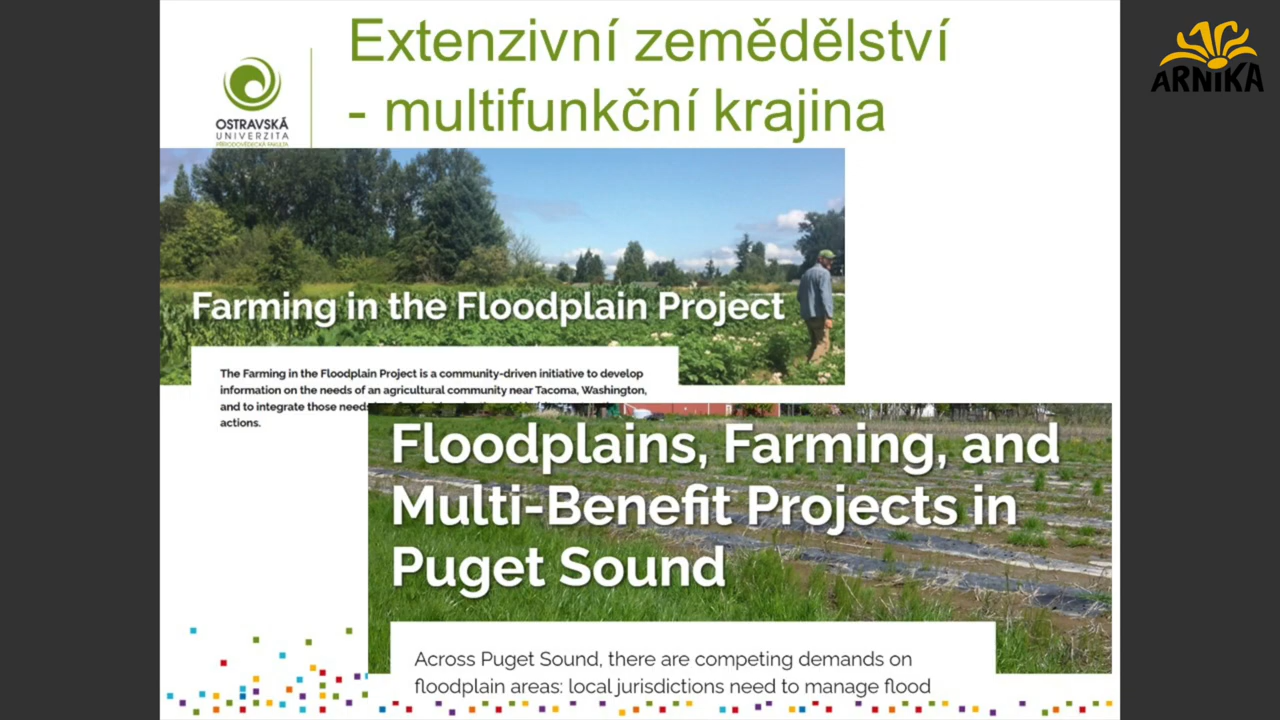 Extenzivní zemědělství
- multifunkční krajina
OSTRAVSKÁ
UNIVERZITA
PŘÍRODOVĚDECKÁ FAKULTA
ARNIKA
Farming in the Floodplain Project
The Farming in the Floodplain Project is a community-driven initiative to develop
information on the needs of an agricultural community near Tacoma, Washington,
and to integrate those needs
actions.
Floodplains, Farming, and
Multi-Benefit Projects in
Puget Sound
Across Puget Sound, there are competing demands on
floodplain areas: local jurisdictions need to manage flood